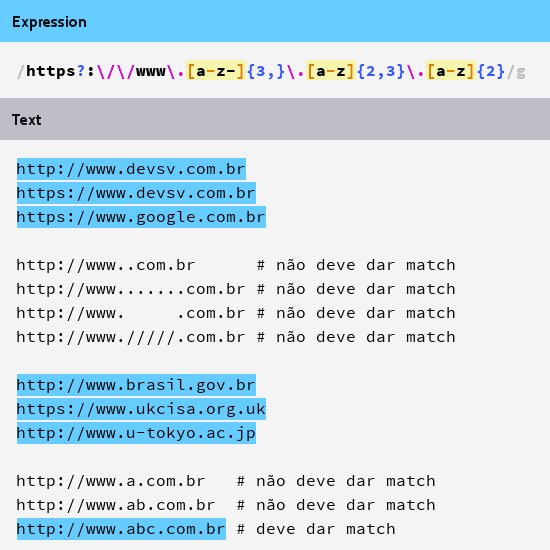 Expression
/https?:\/\/www\.[a-z-]{3,}\.[a-z]{2,3}\.[a-z]{2}/g
Text
http://www.devsv.com.br
https://www.devsv.com.br
https://www.google.com.br
http://www..com.br # não deve dar match
http://www.......com.br # não deve dar match
http://www.     .com.br # não deve dar match
http://www./////.com.br # não deve dar match
http://www.brasil.gov.br
https://www.ukcisa.org.uk
http://www.u-tokyo.ac.jp
http://www.a.com.br # não deve dar match
http://www.ab.com.br # não deve dar match
http://www.abc.com.br # deve dar match